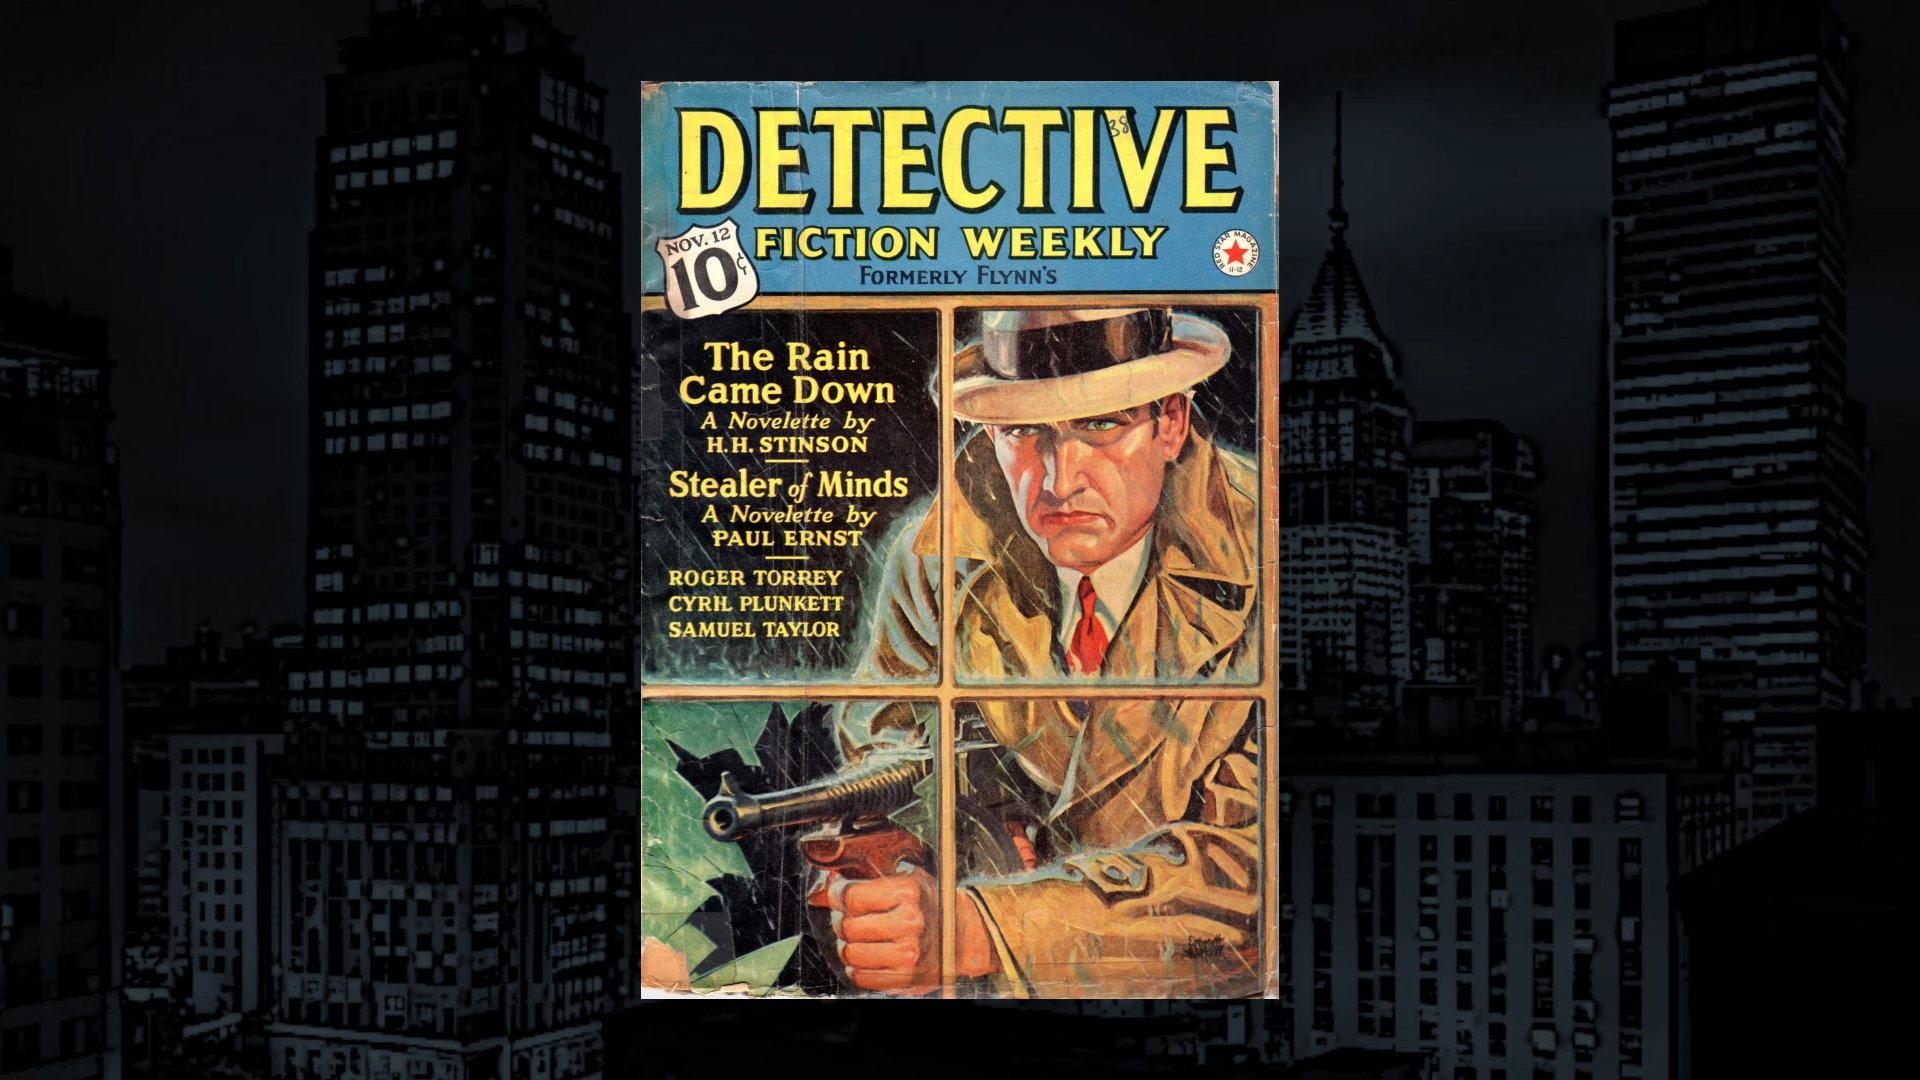 DETECTIVE
38
FICTION WEEKLY
FORMERLY FLYNN'S
NOV. 12
10¢
RED STAR MAGAZINE
11-12
The Rain
Came Down
A Novelette by
H.H. STINSON
Stealer of Minds
A Novelette by
PAUL ERNST
ROGER TORREY
CYRIL PLUNKETT
SAMUEL TAYLOR